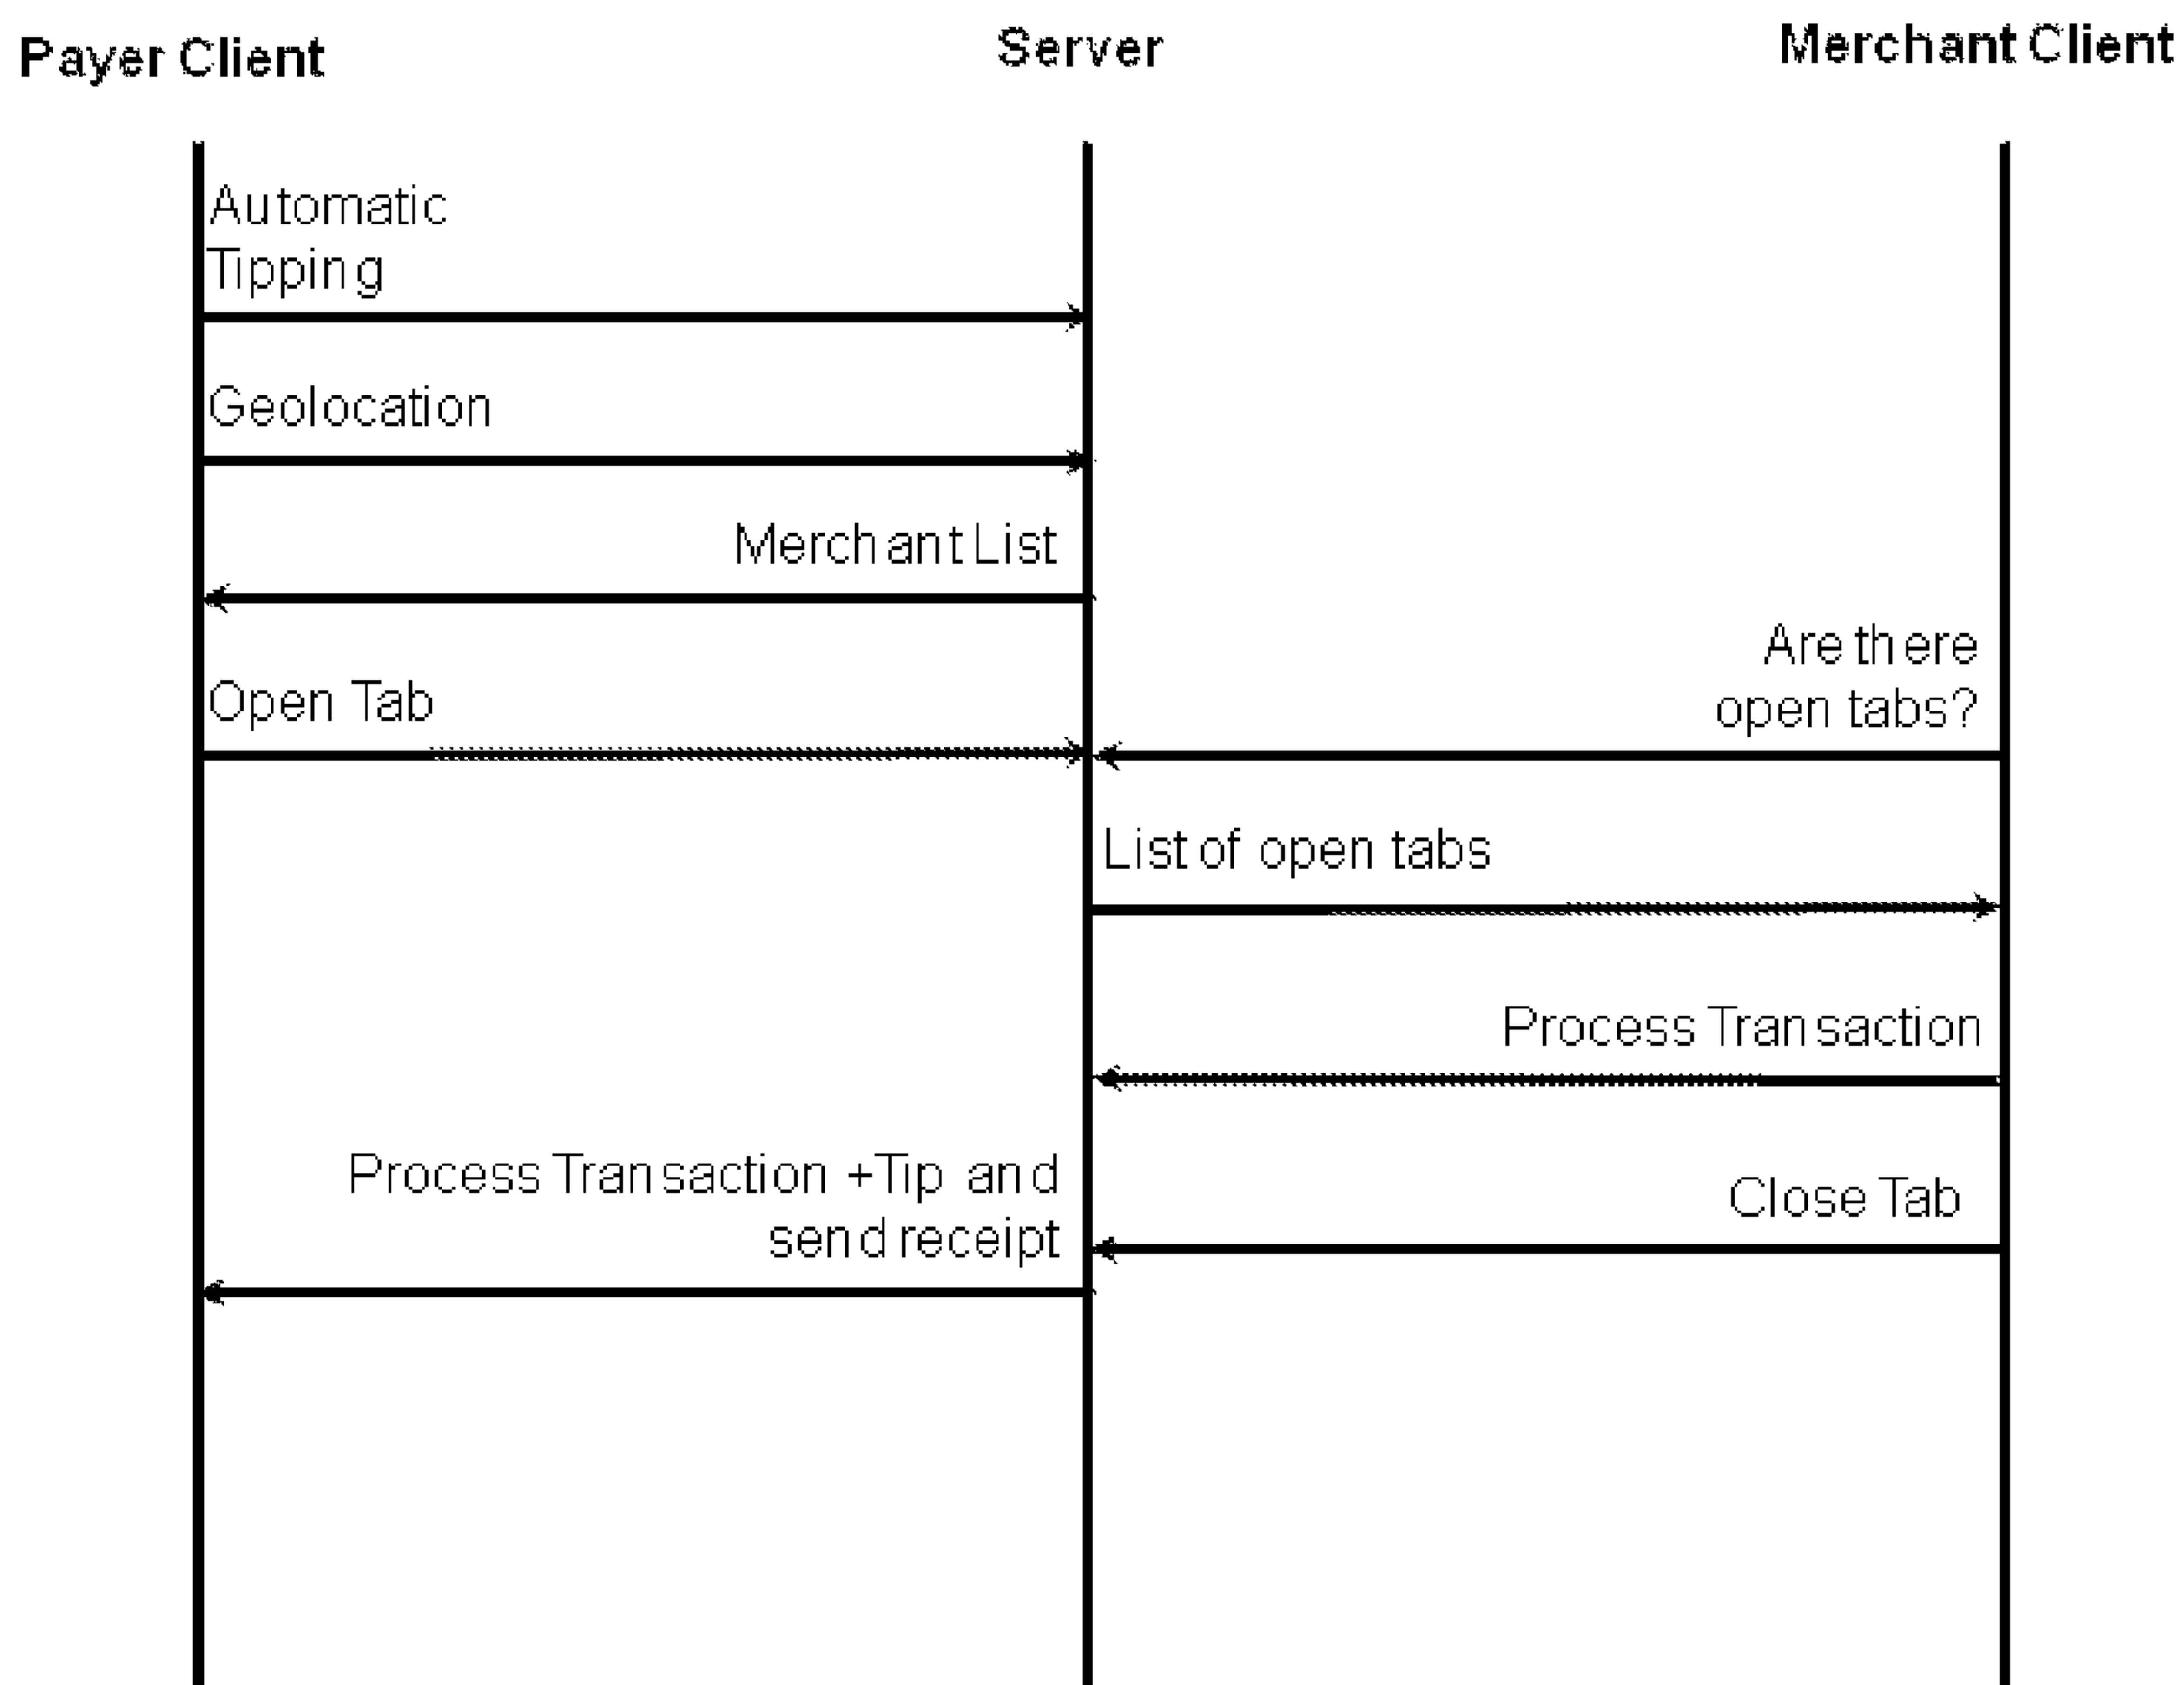 Payer Client
Server
Merchant Client
Automatic
Tipping
Geolocation
Merchant List
Are there
open tabs?
Open Tab
List of open tabs
Process Transaction
Process Transaction +Tip and
send receipt
Close Tab